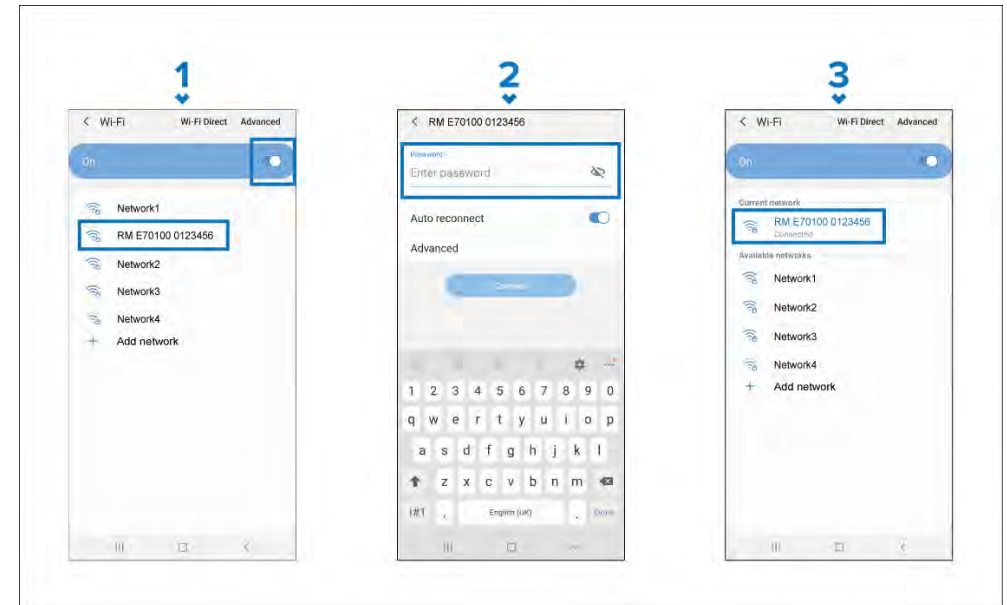 1
Wi-Fi Wi-Fi Direct Advanced
On
Network1
RM E70100 0123456
Network2
Network3
Network4
+ Add network
2
RM E70100 0123456
Password
Enter password
Auto reconnect
Advanced
Connect
1 2 3 4 5 6 7 8 9 0
q w e r t y u i o p
a s d f g h j k l
z x c v b n m
!#1 , English (UK) . Done
3
Wi-Fi Wi-Fi Direct Advanced
On
Current network
RM E70100 0123456
Connected
Available networks
Network1
Network2
Network3
Network4
+ Add network